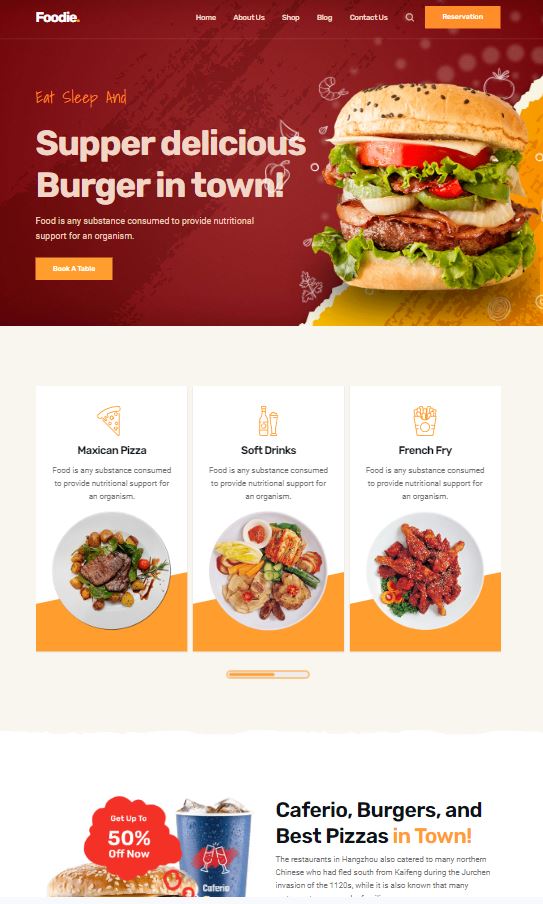 Foodie.
Home About Us Shop Blog Contact Us Reservation
Eat Sleep And
Supper delicious
Burger in town!
Food is any substance consumed to provide nutritional
support for an organism.
Book A Table
Maxican Pizza
Food is any substance consumed
to provide nutritional support for
an organism.
Soft Drinks
Food is any substance consumed
to provide nutritional support for
an organism.
French Fry
Food is any substance consumed
to provide nutritional support for
an organism.
Get Up To
50%
Off Now
Caferio
Caferio, Burgers, and
Best Pizzas in Town!
The restaurants in Hangzhou also catered to many northern
Chinese who had fled south from Kaifeng during the Jurchen
invasion of the 1120s, while it is also known that many